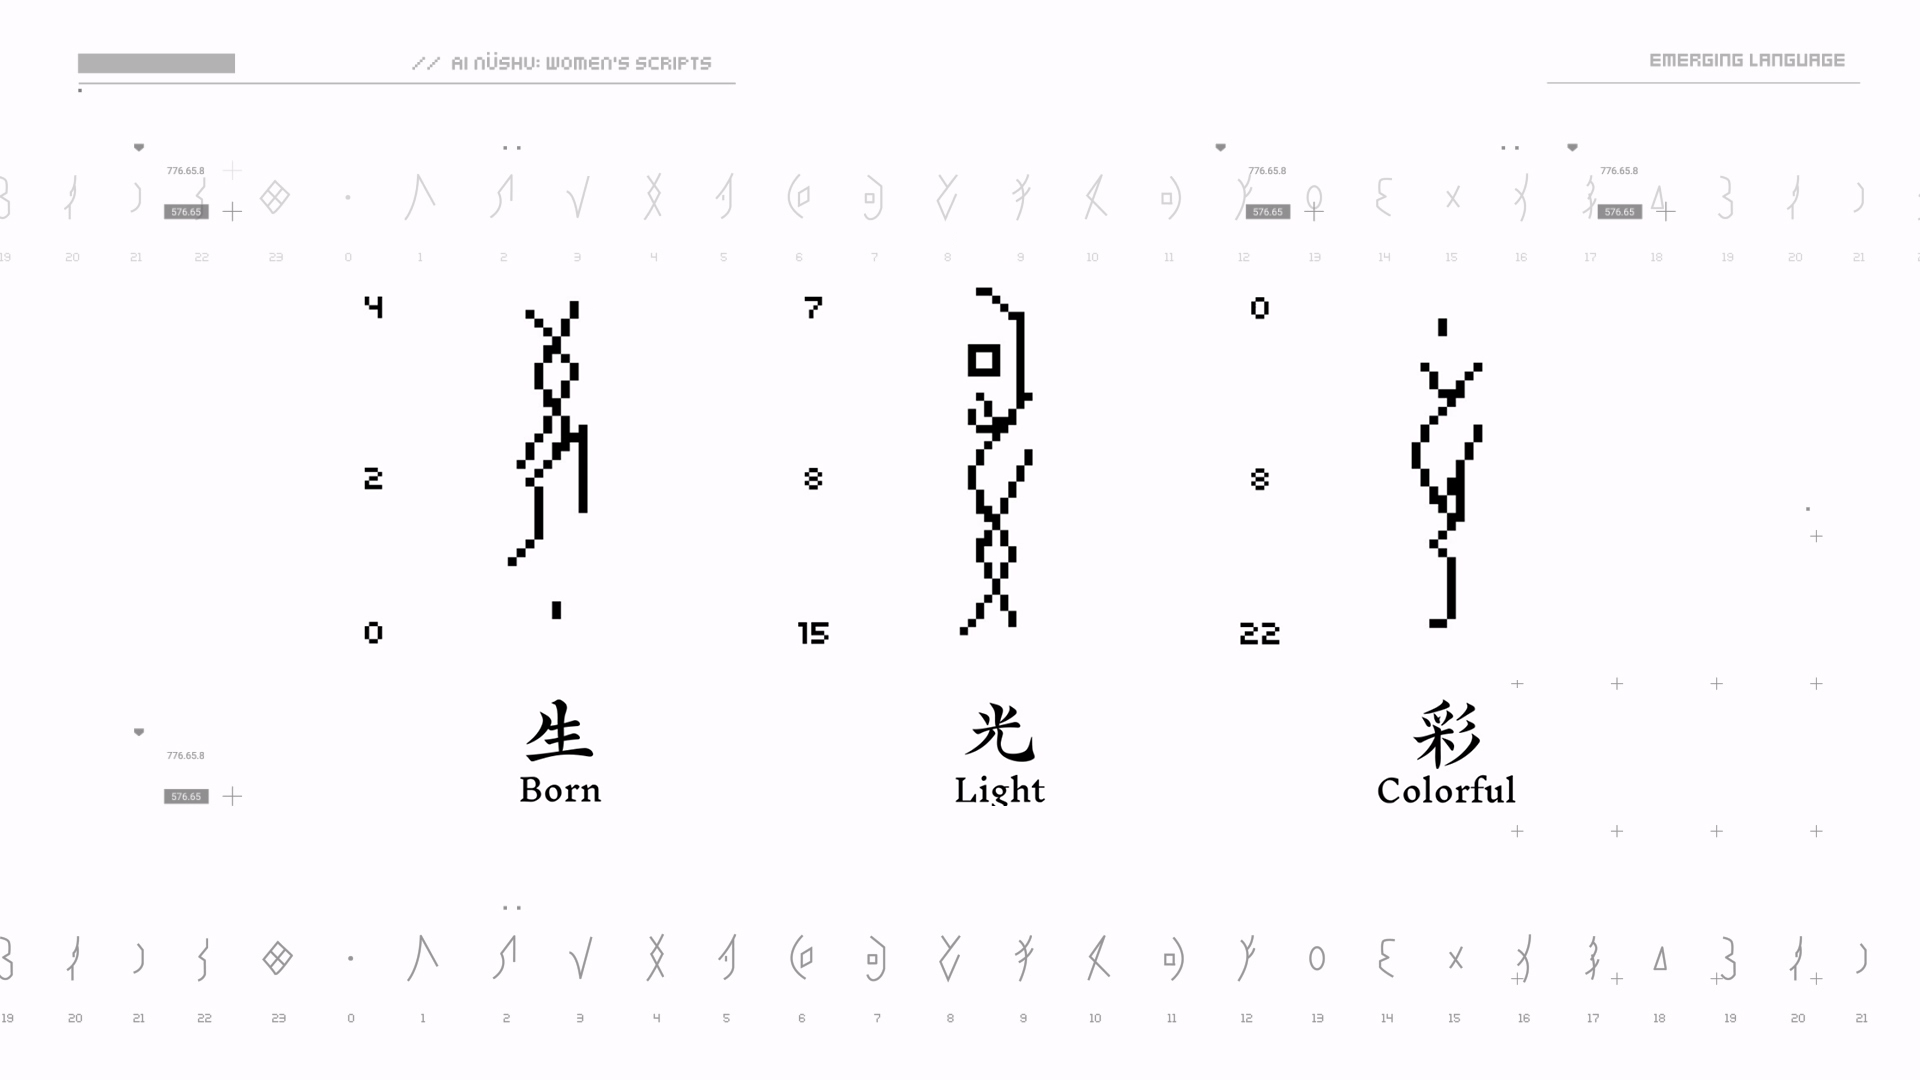 // AI NÜSHU: WOMEN'S SCRIPTS
EMERGING LANGUAGE
776.65.8 776.65.8 776.65.8
576.65 576.65 576.65
19 20 21 22 23 0 1 2 3 4 5 6 7 8 9 10 11 12 13 14 15 16 17 18 19 20 21
4 7 0
2 8 8
0 15 22
生 光 彩
Born Light Colorful
776.65.8
576.65
19 20 21 22 23 0 1 2 3 4 5 6 7 8 9 10 11 12 13 14 15 16 17 18 19 20 21